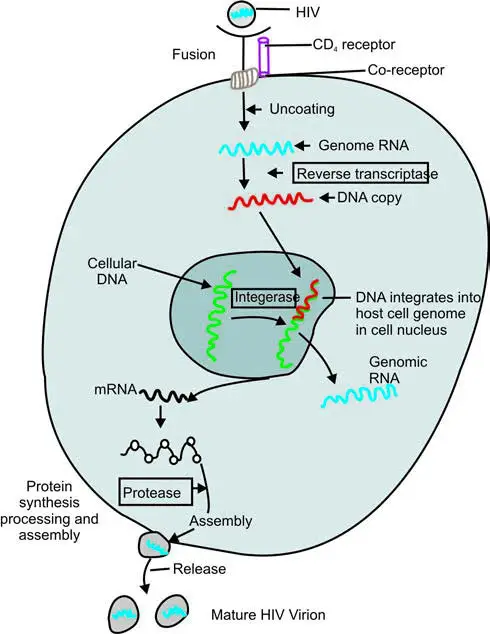 HIV
Fusion
CD4 receptor
Co-receptor
Uncoating
Genome RNA
Reverse transcriptase
DNA copy
Cellular
DNA
Integerase
DNA integrates into
host cell genome
in cell nucleus
Genomic
RNA
mRNA
Protease
Protein
synthesis
processing and
assembly
Assembly
Release
Mature HIV Virion